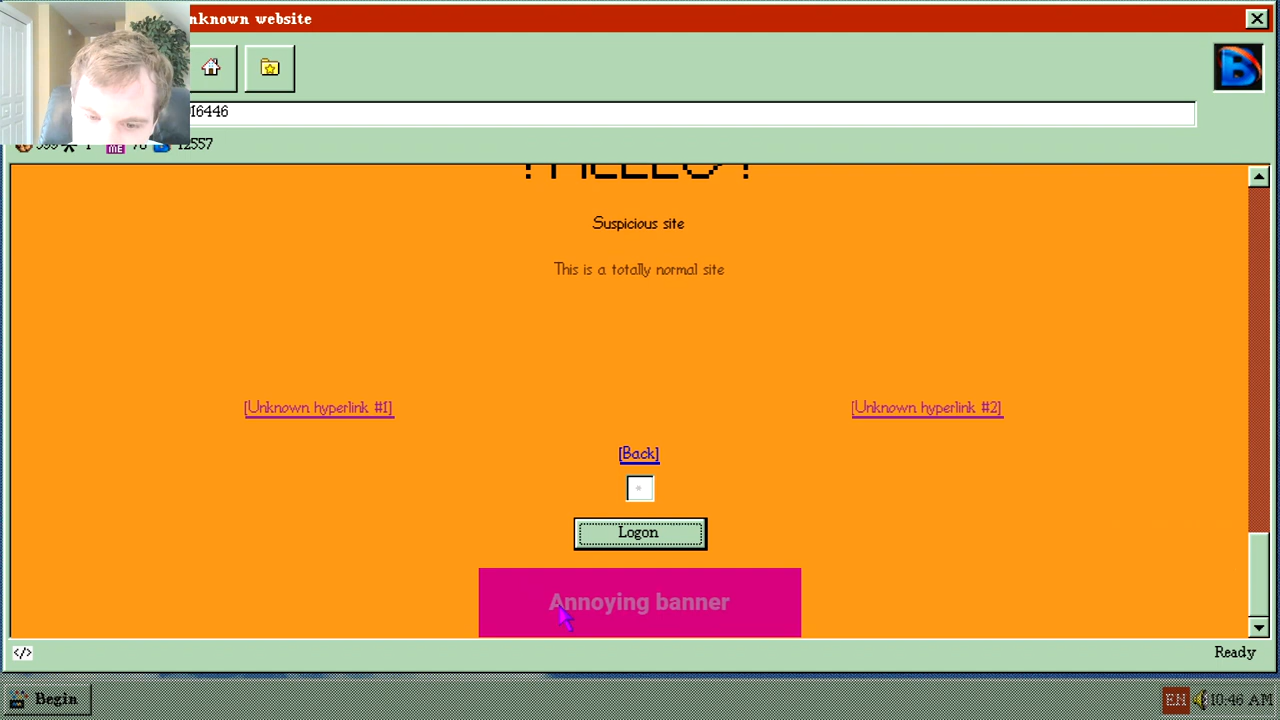 nknown website
16446
12557
! HELLO !
Suspicious site
This is a totally normal site
[Unknown hyperlink #1]
[Unknown hyperlink #2]
[Back]
Logon
Annoying banner
</>
Ready
Begin
EN
10:46 AM